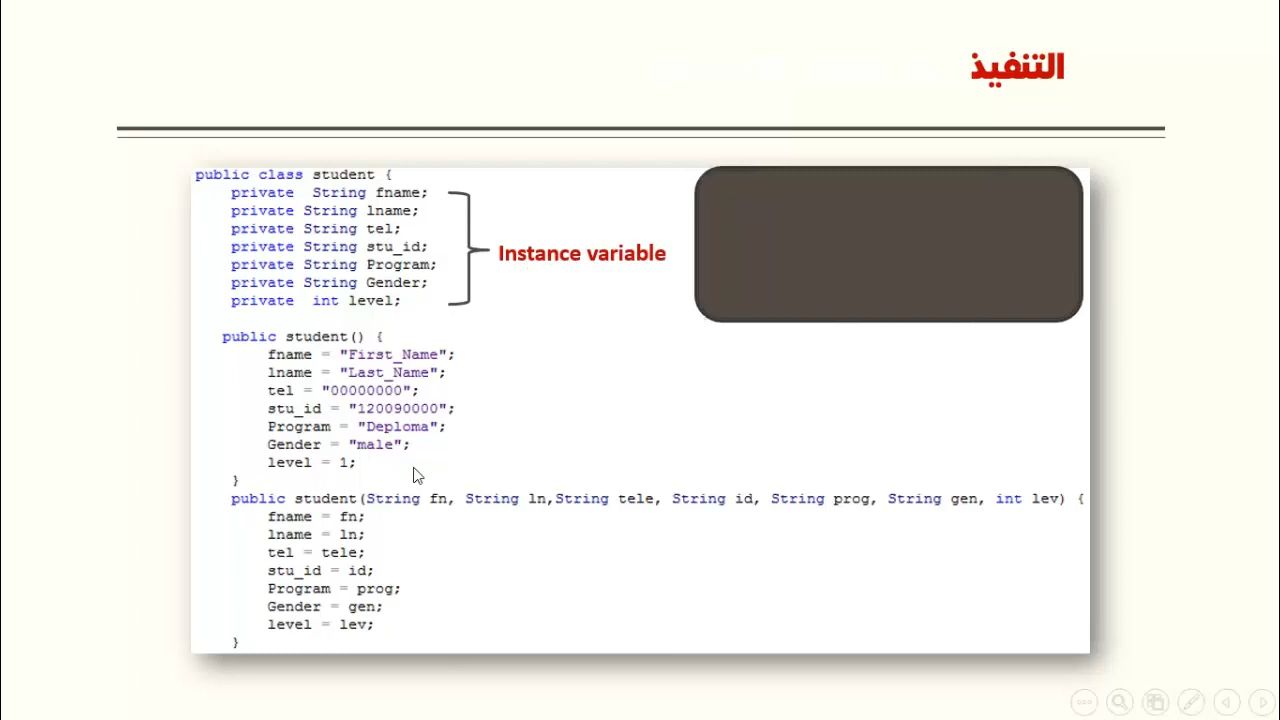 التنفيذ
public class student {
private String fname;
private String lname;
private String tel;
private String stu_id;
private String Program;
private String Gender;
private int level;
Instance variable
public student() {
fname = "First_Name";
lname = "Last_Name";
tel = "00000000";
stu_id = "120090000";
Program = "Deploma";
Gender = "male";
level = 1;
}
public student(String fn, String ln,String tele, String id, String prog, String gen, int lev) {
fname = fn;
lname = ln;
tel = tele;
stu_id = id;
Program = prog;
Gender = gen;
level = lev;
}